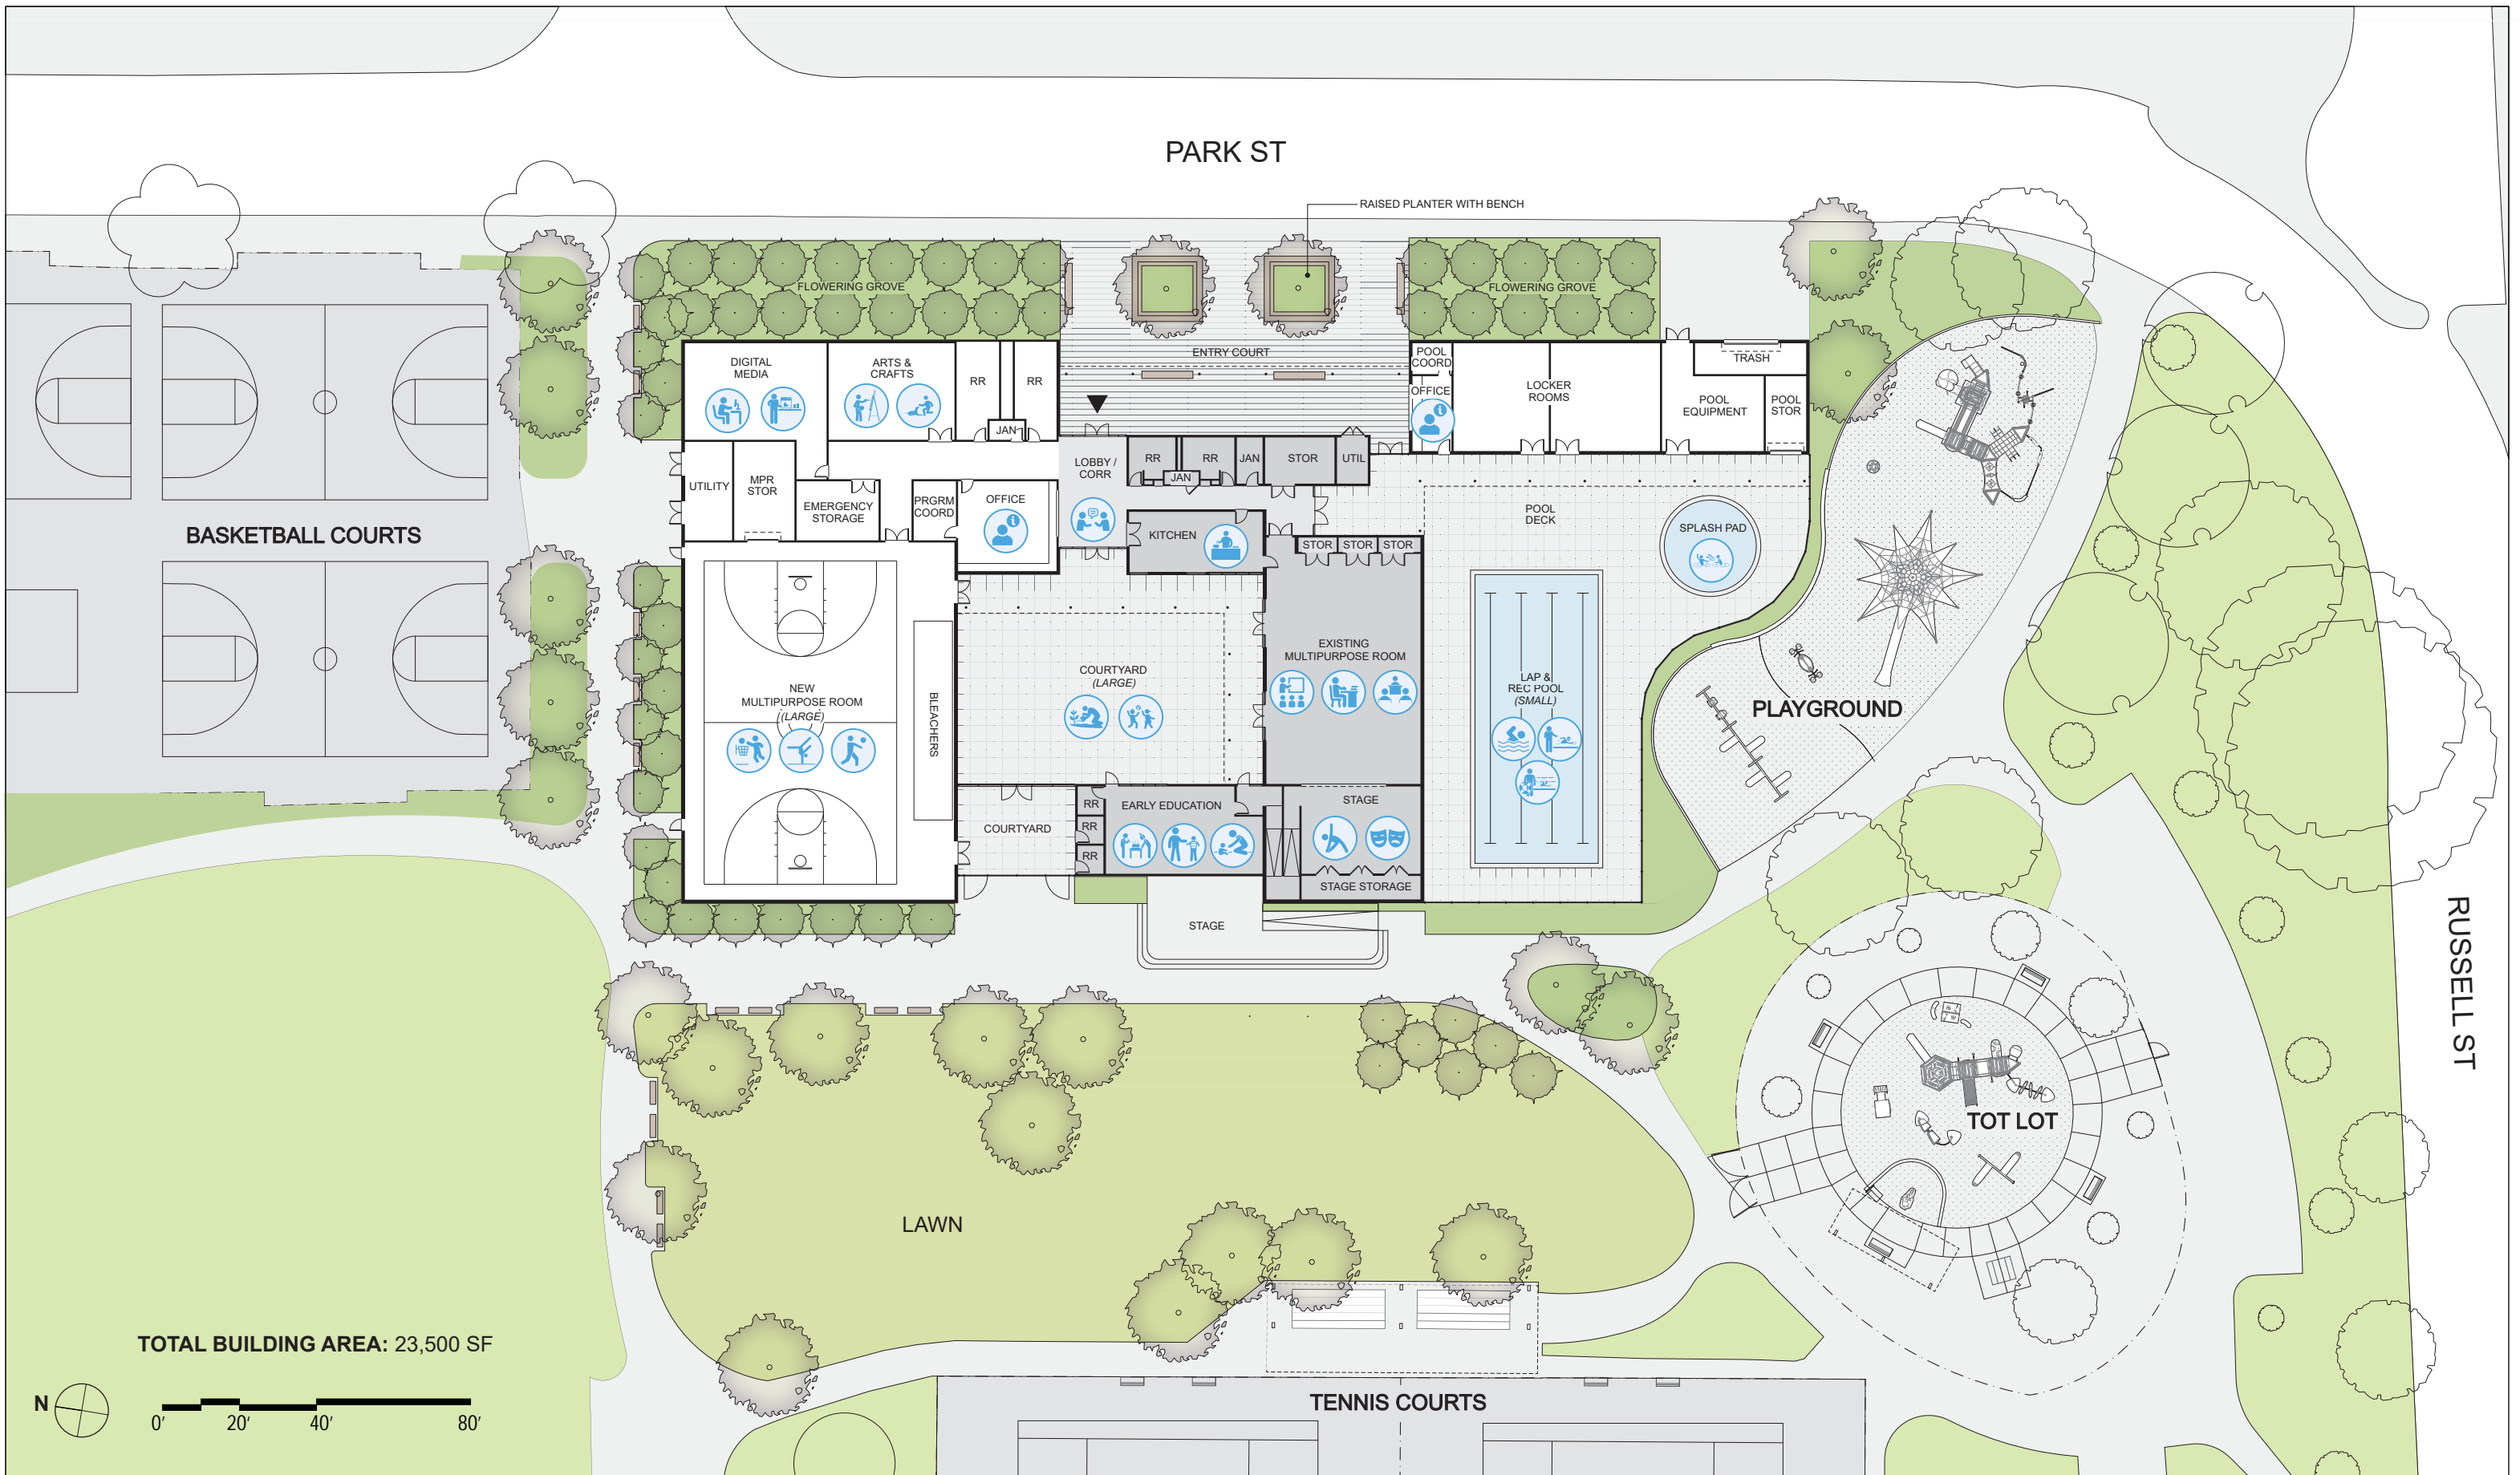 PARK ST
RAISED PLANTER WITH BENCH
FLOWERING GROVE
FLOWERING GROVE
ENTRY COURT
DIGITAL
MEDIA
ARTS &
CRAFTS
RR
RR
JAN
POOL
COORD
OFFICE
LOCKER
ROOMS
TRASH
POOL
EQUIPMENT
POOL
STOR
UTILITY
MPR
STOR
EMERGENCY
STORAGE
PRGRM
COORD
OFFICE
LOBBY /
CORR
RR
RR
JAN
JAN
STOR
UTIL
KITCHEN
STOR
STOR
STOR
POOL
DECK
SPLASH PAD
BASKETBALL COURTS
EXISTING
MULTIPURPOSE ROOM
COURTYARD
(LARGE)
NEW
MULTIPURPOSE ROOM
(LARGE)
BLEACHERS
LAP &
REC POOL
(SMALL)
PLAYGROUND
COURTYARD
RR
RR
RR
EARLY EDUCATION
STAGE
STAGE STORAGE
STAGE
RUSSELL ST
TOT LOT
LAWN
TOTAL BUILDING AREA: 23,500 SF
N
0' 20' 40' 80'
TENNIS COURTS